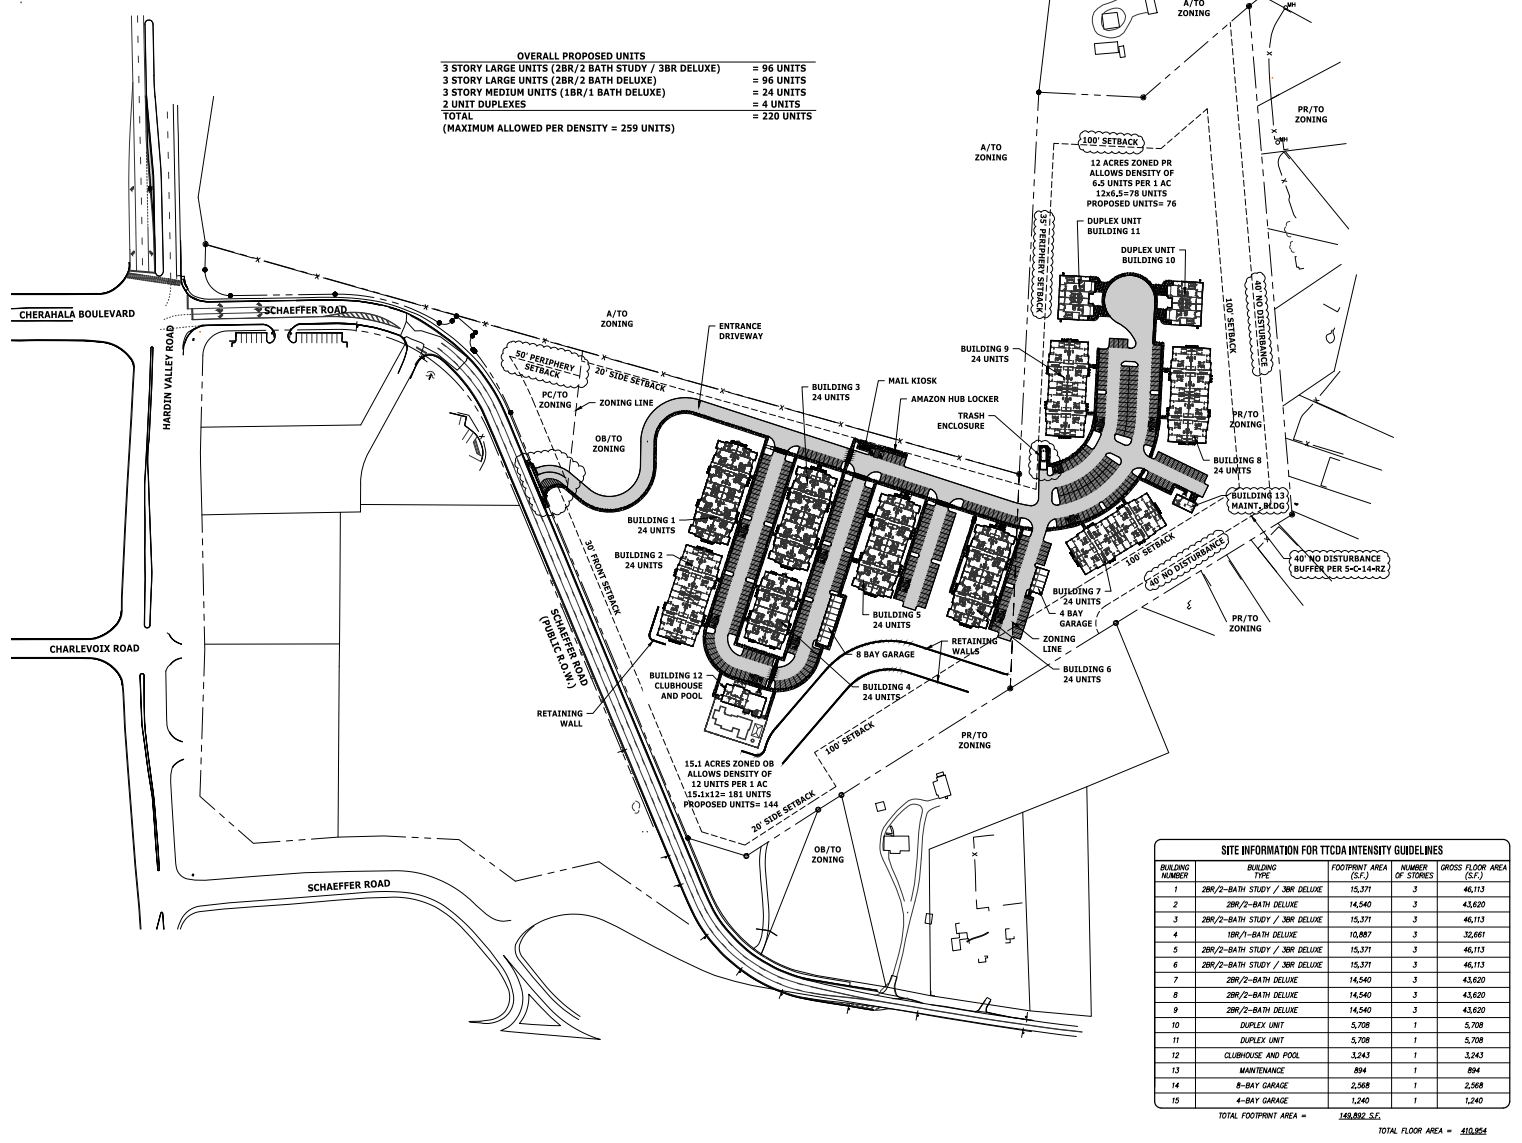 OVERALL PROPOSED UNITS
3 STORY LARGE UNITS (2BR/2 BATH STUDY / 3BR DELUXE) = 96 UNITS
3 STORY LARGE UNITS (2BR/2 BATH DELUXE) = 96 UNITS
3 STORY MEDIUM UNITS (1BR/1 BATH DELUXE) = 24 UNITS
2 UNIT DUPLEXES = 4 UNITS
TOTAL = 220 UNITS
(MAXIMUM ALLOWED PER DENSITY = 259 UNITS)
A/TO
ZONING
MH
PR/TO
ZONING
MH
A/TO
ZONING
100' SETBACK
12 ACRES ZONED PR
ALLOWS DENSITY OF
6.5 UNITS PER 1 AC
12x6.5=78 UNITS
PROPOSED UNITS= 76
DUPLEX UNIT
BUILDING 11
DUPLEX UNIT
BUILDING 10
35' PERIPHERY SETBACK
100' SETBACK
40' NO DISTURBANCE
CHERAHALA BOULEVARD
SCHAEFFER ROAD
HARDIN VALLEY ROAD
A/TO
ZONING
ENTRANCE
DRIVEWAY
50' PERIPHERY
SETBACK
20' SIDE SETBACK
PC/TO
ZONING
ZONING LINE
OB/TO
ZONING
BUILDING 3
24 UNITS
MAIL KIOSK
AMAZON HUB LOCKER
TRASH
ENCLOSURE
BUILDING 9
24 UNITS
PR/TO
ZONING
BUILDING 8
24 UNITS
BUILDING 13
MAINT. BLDG
BUILDING 1
24 UNITS
BUILDING 2
24 UNITS
30' FRONT SETBACK
SCHAEFFER ROAD
(PUBLIC R.O.W.)
100' SETBACK
40' NO DISTURBANCE
40' NO DISTURBANCE
BUFFER PER 5-C-14-RZ
BUILDING 7
24 UNITS
4 BAY
GARAGE
BUILDING 5
24 UNITS
PR/TO
ZONING
RETAINING
WALLS
ZONING
LINE
8 BAY GARAGE
BUILDING 6
24 UNITS
CHARLEVOIX ROAD
BUILDING 12
CLUBHOUSE
AND POOL
BUILDING 4
24 UNITS
RETAINING
WALL
100' SETBACK
PR/TO
ZONING
15.1 ACRES ZONED OB
ALLOWS DENSITY OF
12 UNITS PER 1 AC
15.1x12= 181 UNITS
PROPOSED UNITS= 144
20' SIDE SETBACK
OB/TO
ZONING
SCHAEFFER ROAD
SITE INFORMATION FOR TTCDA INTENSITY GUIDELINES
BUILDING NUMBER BUILDING TYPE FOOTPRINT AREA (S.F.) NUMBER OF STORIES GROSS FLOOR AREA (S.F.)
1 2BR/2-BATH STUDY / 3BR DELUXE 15,371 3 46,113
2 2BR/2-BATH DELUXE 14,540 3 43,620
3 2BR/2-BATH STUDY / 3BR DELUXE 15,371 3 46,113
4 1BR/1-BATH DELUXE 10,887 3 32,661
5 2BR/2-BATH STUDY / 3BR DELUXE 15,371 3 46,113
6 2BR/2-BATH STUDY / 3BR DELUXE 15,371 3 46,113
7 2BR/2-BATH DELUXE 14,540 3 43,620
8 2BR/2-BATH DELUXE 14,540 3 43,620
9 2BR/2-BATH DELUXE 14,540 3 43,620
10 DUPLEX UNIT 5,708 1 5,708
11 DUPLEX UNIT 5,708 1 5,708
12 CLUBHOUSE AND POOL 3,243 1 3,243
13 MAINTENANCE 894 1 894
14 8-BAY GARAGE 2,568 1 2,568
15 4-BAY GARAGE 1,240 1 1,240
TOTAL FOOTPRINT AREA = 149,892 S.F.
TOTAL FLOOR AREA = 410,954